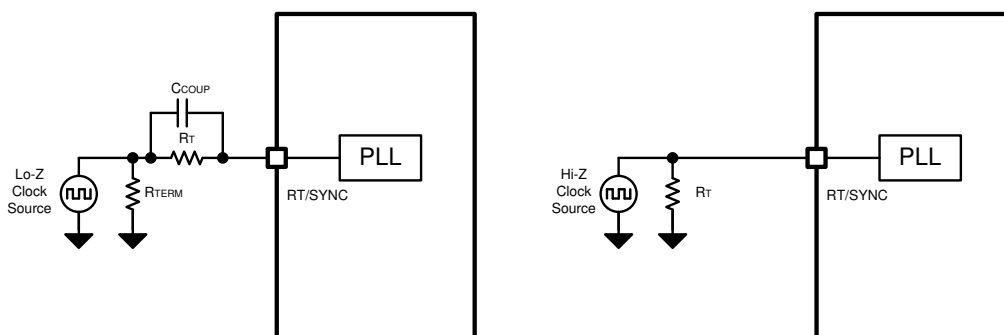 CCOUP
RT
PLL
Lo-Z
Clock
Source
RTERM
RT/SYNC
Hi-Z
Clock
Source
RT
PLL
RT/SYNC